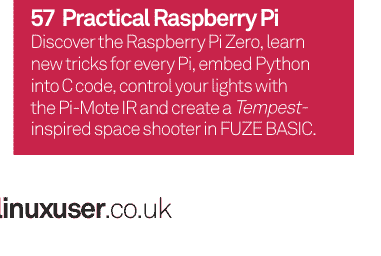 57 Practical Raspberry Pi
Discover the Raspberry Pi Zero, learn
new tricks for every Pi, embed Python
into C code, control your lights with
the Pi-Mote IR and create a Tempest-
inspired space shooter in FUZE BASIC.
linuxuser.co.uk